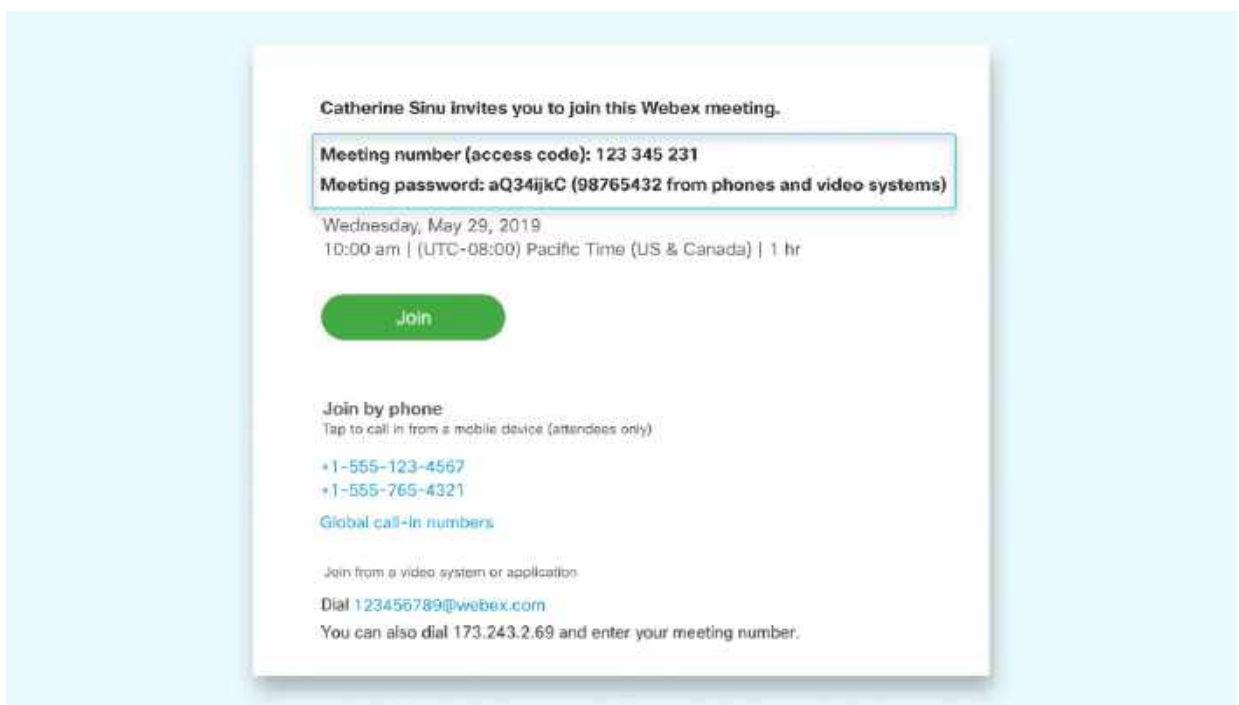 Catherine Sinu invites you to join this Webex meeting.
Meeting number (access code): 123 345 231
Meeting password: aQ34ijkC (98765432 from phones and video systems)
Wednesday, May 29, 2019
10:00 am | (UTC-08:00) Pacific Time (US & Canada) | 1 hr
Join
Join by phone
Tap to call in from a mobile device (attendees only)
+1-555-123-4567
+1-555-765-4321
Global call-in numbers
Join from a video system or application
Dial 123456789@webex.com
You can also dial 173.243.2.69 and enter your meeting number.